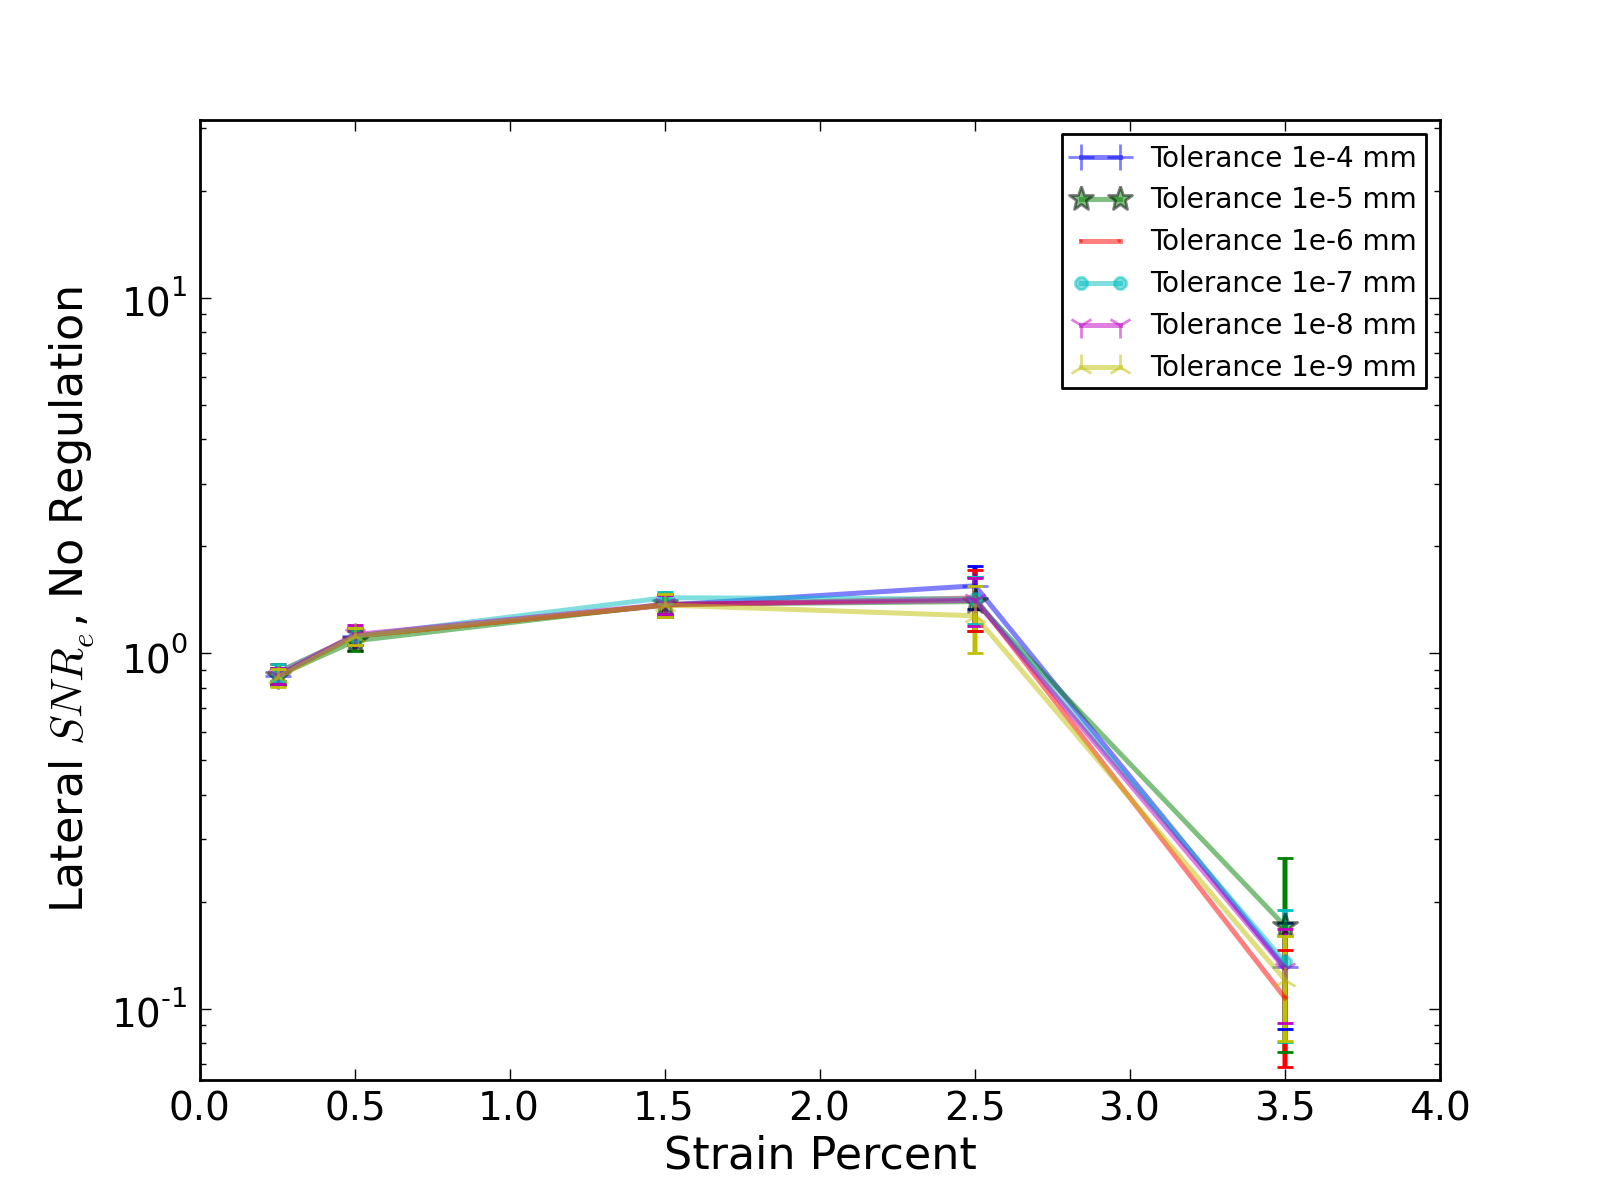 Tolerance 1e-4 mm
Tolerance 1e-5 mm
Tolerance 1e-6 mm
Tolerance 1e-7 mm
Tolerance 1e-8 mm
Tolerance 1e-9 mm
Lateral $SNR_e$, No Regulation
10^1
10^0
10^-1
0.0 0.5 1.0 1.5 2.0 2.5 3.0 3.5 4.0
Strain Percent